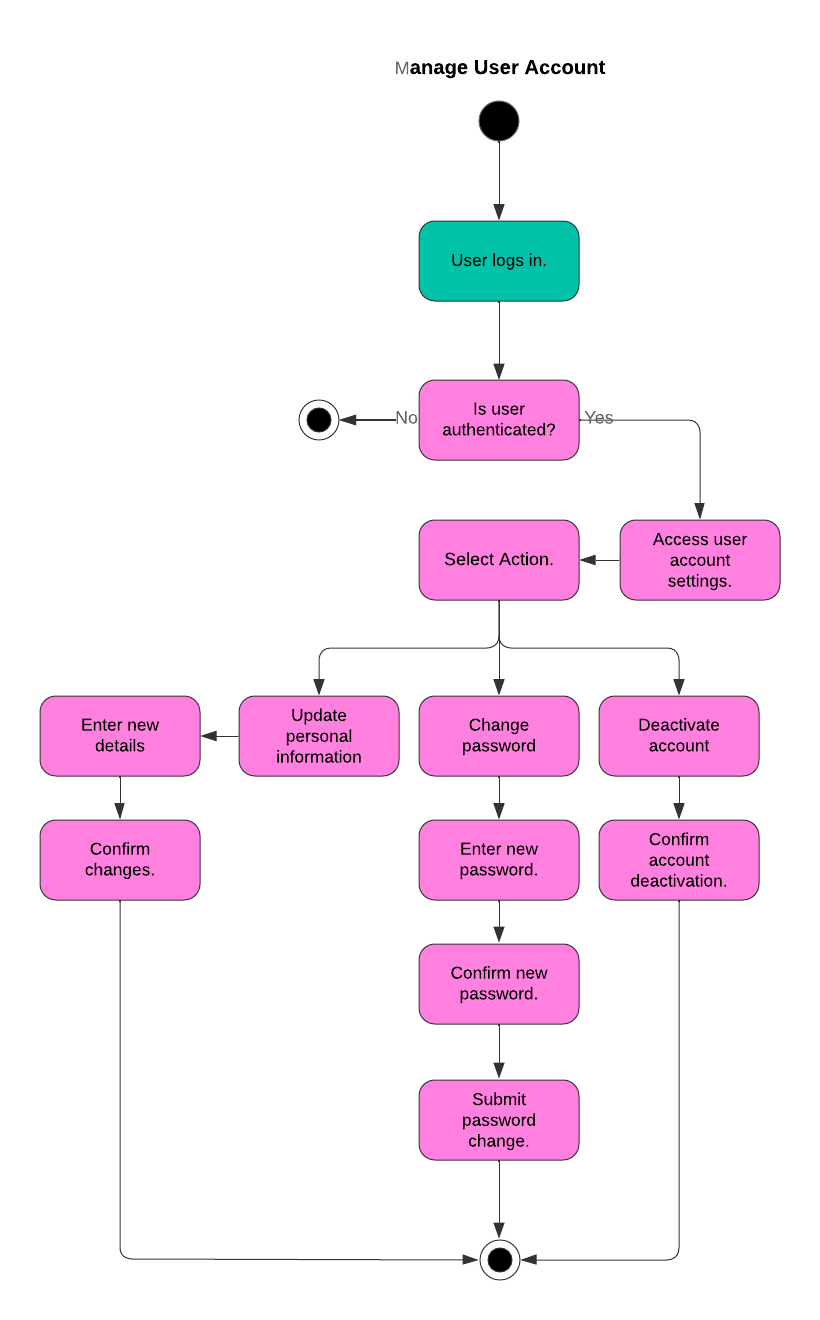 Manage User Account
User logs in.
No
Is user
authenticated?
Yes
Select Action.
Access user
account
settings.
Enter new
details
Update
personal
information
Change
password
Deactivate
account
Confirm
changes.
Enter new
password.
Confirm
account
deactivation.
Confirm new
password.
Submit
password
change.